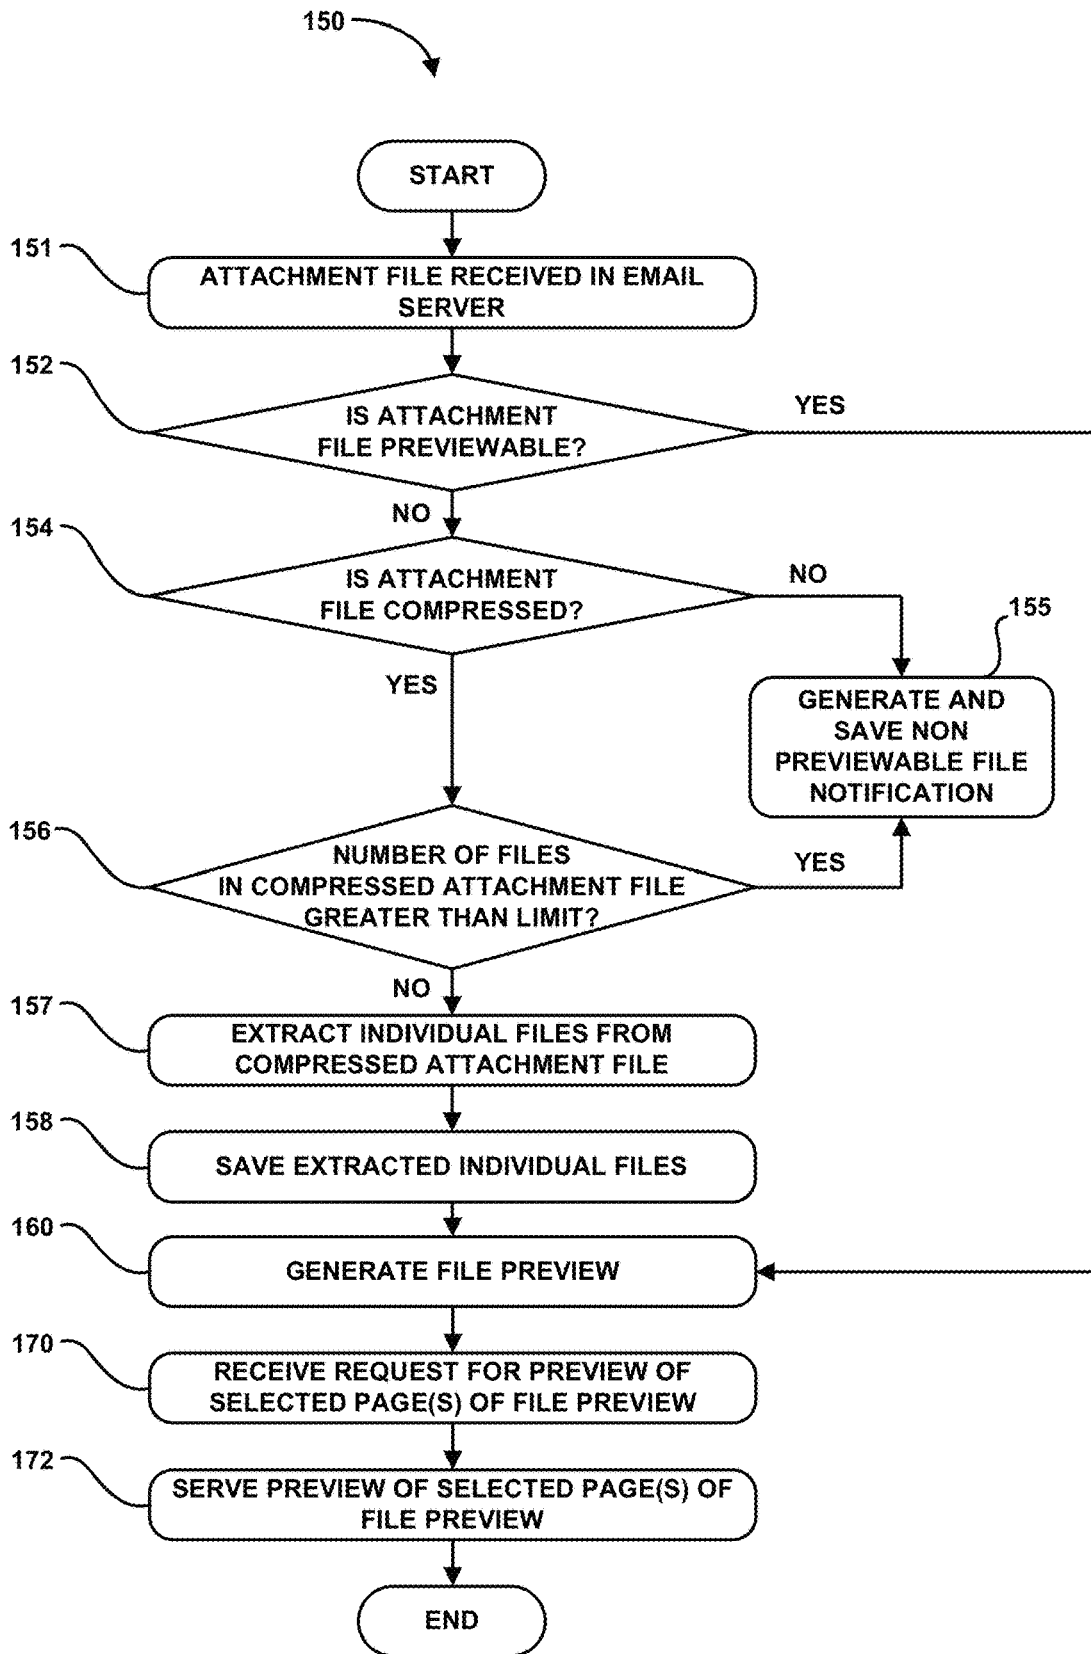 150
START
151
ATTACHMENT FILE RECEIVED IN EMAIL
SERVER
152
IS ATTACHMENT
FILE PREVIEWABLE?
YES
NO
154
IS ATTACHMENT
FILE COMPRESSED?
NO
YES
155
GENERATE AND
SAVE NON
PREVIEWABLE FILE
NOTIFICATION
156
NUMBER OF FILES
IN COMPRESSED ATTACHMENT FILE
GREATER THAN LIMIT?
YES
NO
157
EXTRACT INDIVIDUAL FILES FROM
COMPRESSED ATTACHMENT FILE
158
SAVE EXTRACTED INDIVIDUAL FILES
160
GENERATE FILE PREVIEW
170
RECEIVE REQUEST FOR PREVIEW OF
SELECTED PAGE(S) OF FILE PREVIEW
172
SERVE PREVIEW OF SELECTED PAGE(S) OF
FILE PREVIEW
END